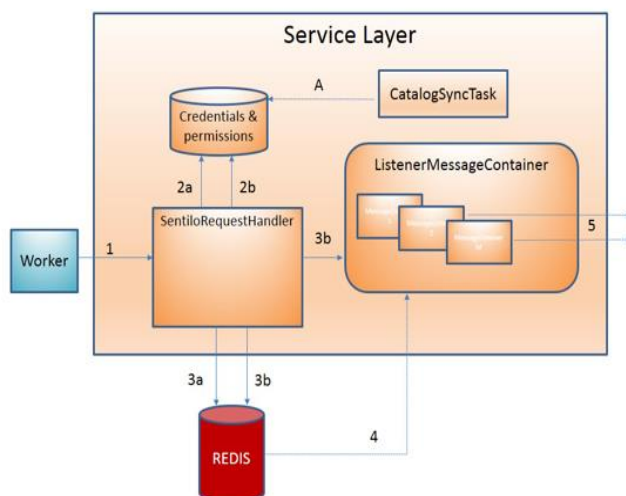 Service Layer
A
CatalogSyncTask
Credentials &
permissions
ListenerMessageContainer
2a
2b
SentiloRequestHandler
5
1
3b
Worker
3a
3b
4
REDIS